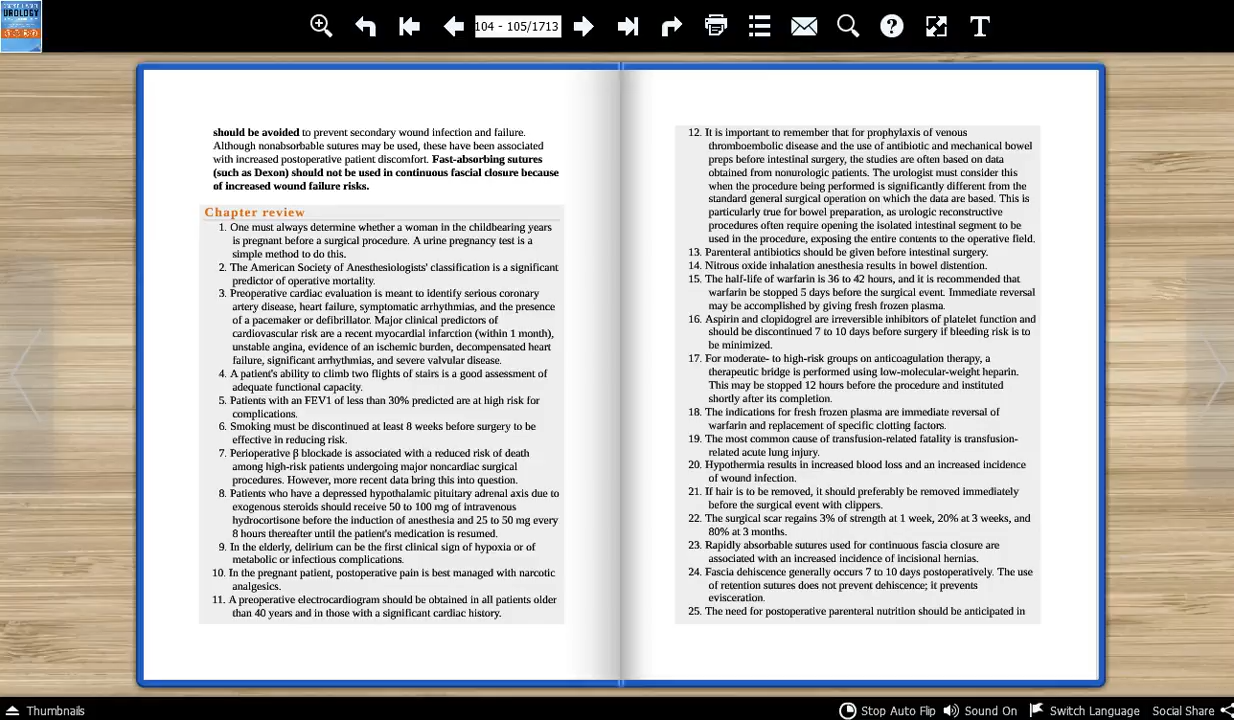 UROLOGY
104 - 105/1713
T
should be avoided to prevent secondary wound infection and failure.
Although nonabsorbable sutures may be used, these have been associated
with increased postoperative patient discomfort. Fast-absorbing sutures
(such as Dexon) should not be used in continuous fascial closure because
of increased wound failure risks.
Chapter review
1. One must always determine whether a woman in the childbearing years
is pregnant before a surgical procedure. A urine pregnancy test is a
simple method to do this.
2. The American Society of Anesthesiologists' classification is a significant
predictor of operative mortality.
3. Preoperative cardiac evaluation is meant to identify serious coronary
artery disease, heart failure, symptomatic arrhythmias, and the presence
of a pacemaker or defibrillator. Major clinical predictors of
cardiovascular risk are a recent myocardial infarction (within 1 month),
unstable angina, evidence of an ischemic burden, decompensated heart
failure, significant arrhythmias, and severe valvular disease.
4. A patient's ability to climb two flights of stairs is a good assessment of
adequate functional capacity.
5. Patients with an FEV1 of less than 30% predicted are at high risk for
complications.
6. Smoking must be discontinued at least 8 weeks before surgery to be
effective in reducing risk.
7. Perioperative β blockade is associated with a reduced risk of death
among high-risk patients undergoing major noncardiac surgical
procedures. However, more recent data bring this into question.
8. Patients who have a depressed hypothalamic pituitary adrenal axis due to
exogenous steroids should receive 50 to 100 mg of intravenous
hydrocortisone before the induction of anesthesia and 25 to 50 mg every
8 hours thereafter until the patient's medication is resumed.
9. In the elderly, delirium can be the first clinical sign of hypoxia or of
metabolic or infectious complications.
10. In the pregnant patient, postoperative pain is best managed with narcotic
analgesics.
11. A preoperative electrocardiogram should be obtained in all patients older
than 40 years and in those with a significant cardiac history.
12. It is important to remember that for prophylaxis of venous
thromboembolic disease and the use of antibiotic and mechanical bowel
preps before intestinal surgery, the studies are often based on data
obtained from nonurologic patients. The urologist must consider this
when the procedure being performed is significantly different from the
standard general surgical operation on which the data are based. This is
particularly true for bowel preparation, as urologic reconstructive
procedures often require opening the isolated intestinal segment to be
used in the procedure, exposing the entire contents to the operative field.
13. Parenteral antibiotics should be given before intestinal surgery.
14. Nitrous oxide inhalation anesthesia results in bowel distention.
15. The half-life of warfarin is 36 to 42 hours, and it is recommended that
warfarin be stopped 5 days before the surgical event. Immediate reversal
may be accomplished by giving fresh frozen plasma.
16. Aspirin and clopidogrel are irreversible inhibitors of platelet function and
should be discontinued 7 to 10 days before surgery if bleeding risk is to
be minimized.
17. For moderate- to high-risk groups on anticoagulation therapy, a
therapeutic bridge is performed using low-molecular-weight heparin.
This may be stopped 12 hours before the procedure and instituted
shortly after its completion.
18. The indications for fresh frozen plasma are immediate reversal of
warfarin and replacement of specific clotting factors.
19. The most common cause of transfusion-related fatality is transfusion-
related acute lung injury.
20. Hypothermia results in increased blood loss and an increased incidence
of wound infection.
21. If hair is to be removed, it should preferably be removed immediately
before the surgical event with clippers.
22. The surgical scar regains 3% of strength at 1 week, 20% at 3 weeks, and
80% at 3 months.
23. Rapidly absorbable sutures used for continuous fascia closure are
associated with an increased incidence of incisional hernias.
24. Fascia dehiscence generally occurs 7 to 10 days postoperatively. The use
of retention sutures does not prevent dehiscence; it prevents
evisceration.
25. The need for postoperative parenteral nutrition should be anticipated in
Thumbnails
Stop Auto Flip
Sound On
Switch Language
Social Share